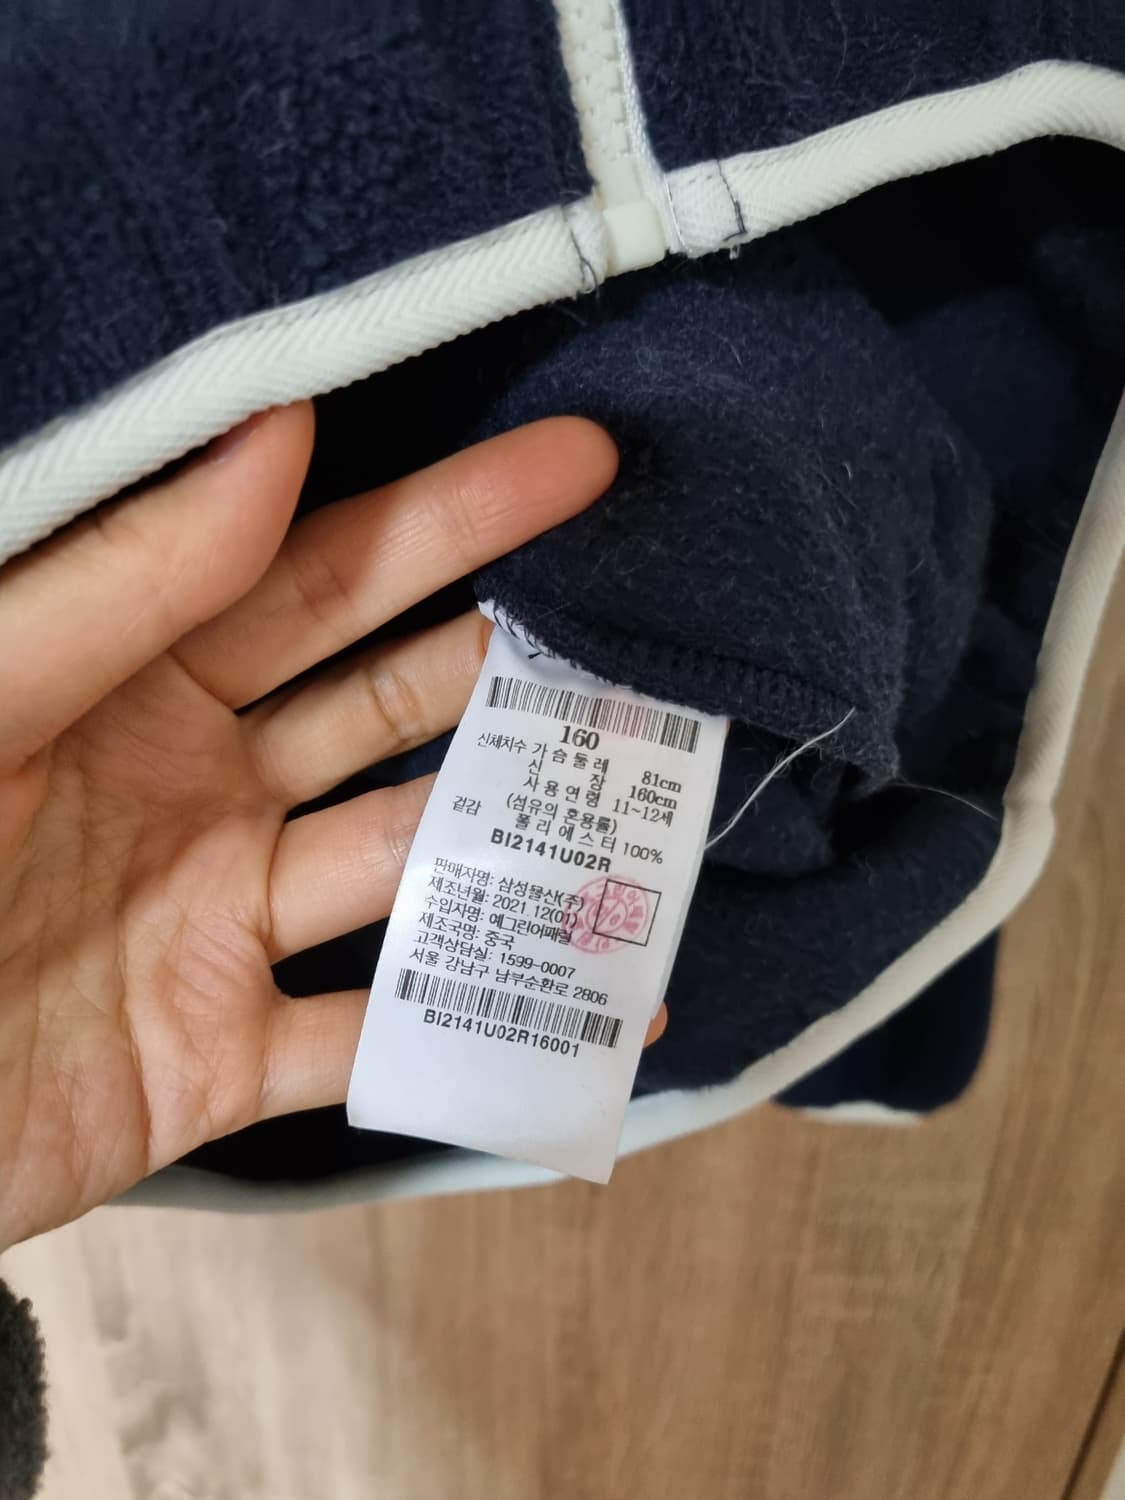 160
신체치수 가 슴 둘 레 81cm
신 장 160cm
사 용 연 령 11~12세
(섬유의 혼용률)
겉감 폴 리 에 스 터 100%
BI2141U02R
판매자명: 삼성물산(주)
제조년월: 2021.12(01)
수입자명: 예그린어패럴
제조국명: 중국
고객상담실: 1599-0007
서울 강남구 남부순환로 2806
BI2141U02R16001